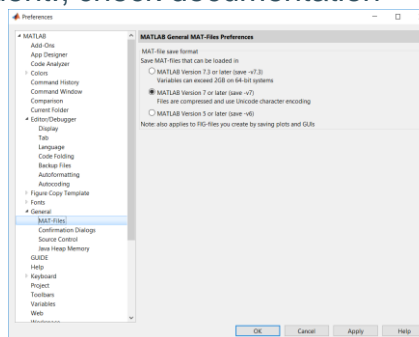 check documentation
Preferences
MATLAB
Add-Ons
App Designer
Code Analyzer
Colors
Command History
Command Window
Comparison
Current Folder
Editor/Debugger
Display
Tab
Language
Code Folding
Backup Files
Autoformatting
Autocoding
Figure Copy Template
Fonts
General
MAT-Files
Confirmation Dialogs
Source Control
Java Heap Memory
GUIDE
Help
Keyboard
Project
Toolbars
Variables
Web
MATLAB General MAT-Files Preferences
MAT-file save format
Save MAT-files that can be loaded in
MATLAB Version 7.3 or later (save -v7.3)
Variables can exceed 2GB on 64-bit systems
MATLAB Version 7 or later (save -v7)
Files are compressed and use Unicode character encoding
MATLAB Version 5 or later (save -v6)
Note: also applies to FIG-files you create by saving plots and GUIs
OK Cancel Apply Help